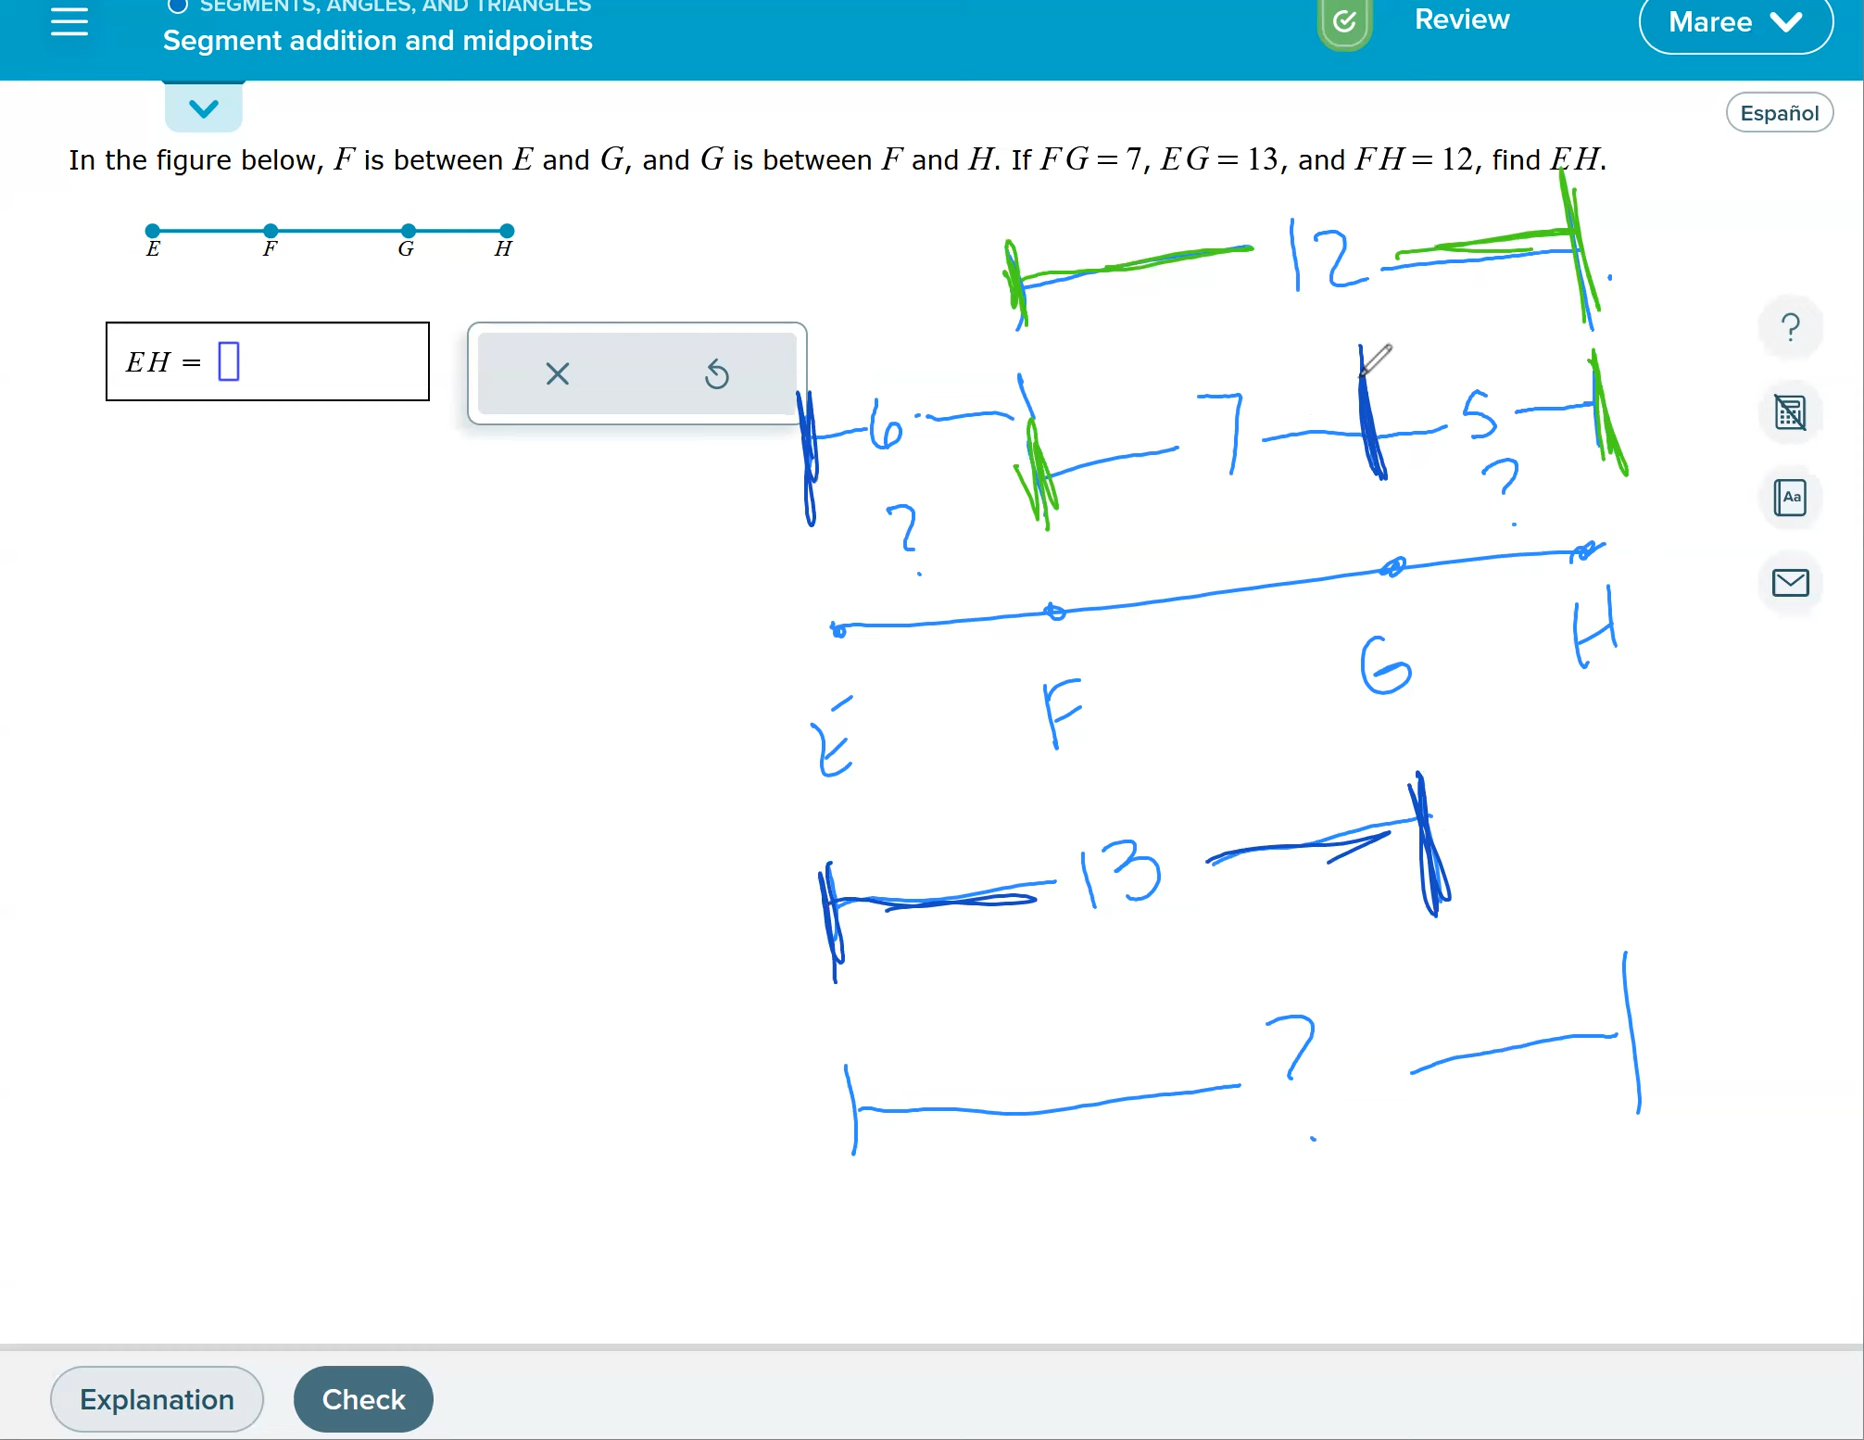 SEGMENTS, ANGLES, AND TRIANGLES
Segment addition and midpoints
Review
Maree
Español
In the figure below, F is between E and G, and G is between F and H. If FG = 7, EG = 13, and FH = 12, find EH.
E F G H
EH =
12
6 7 5
? ?
E F G H
13
?
?
Aa
Explanation
Check